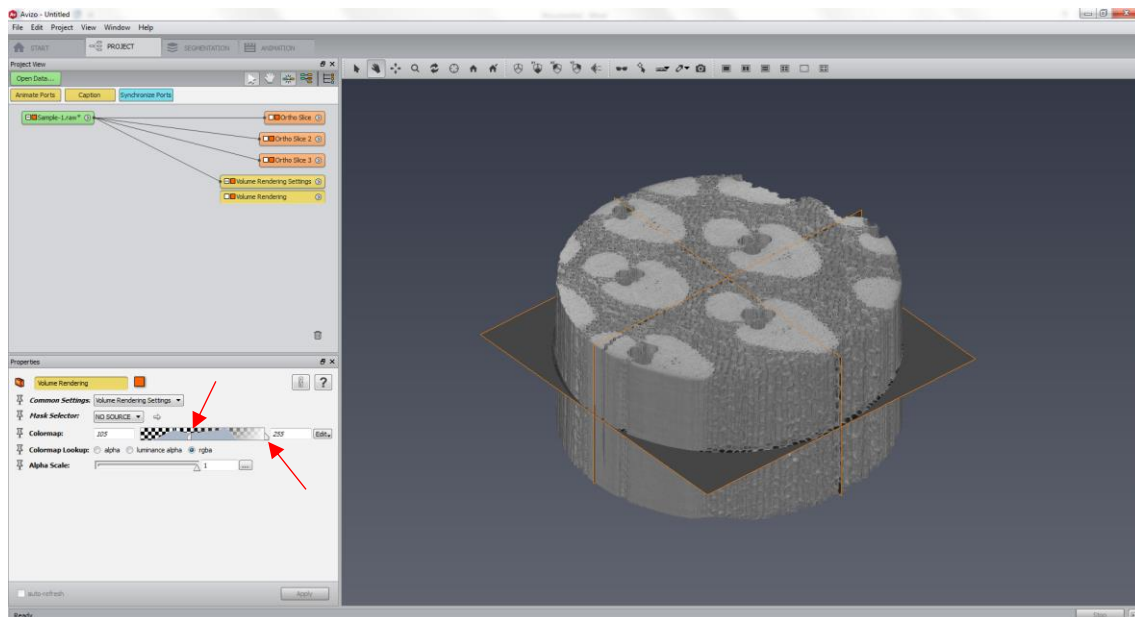 Avizo - Untitled
File Edit Project View Window Help
START PROJECT SEGMENTATION ANIMATION
Project View
Open Data...
Animate Ports Caption Synchronize Ports
Sample-1.raw* Ortho Slice
Ortho Slice 2
Ortho Slice 3
Volume Rendering Settings
Volume Rendering
Properties
Volume Rendering ?
Common Settings: Volume Rendering Settings
Mask Selector: NO SOURCE
Colormap: 105 255 Edit
Colormap Lookup: alpha luminance alpha rgba
Alpha Scale: 1 ...
auto-refresh Apply
Ready Stop